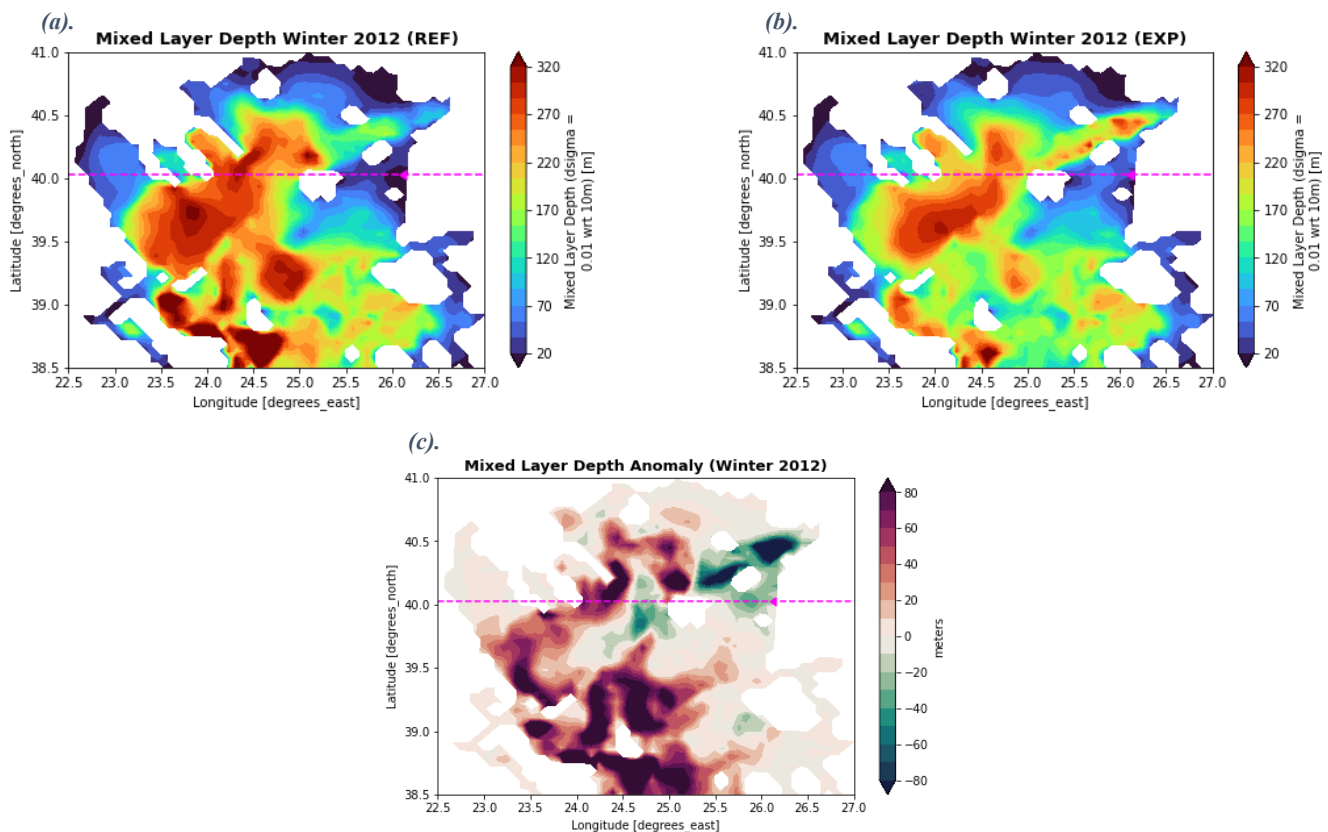 (a).
Mixed Layer Depth Winter 2012 (REF)
41.0
40.5
40.0
39.5
39.0
38.5
Latitude [degrees_north]
22.5 23.0 23.5 24.0 24.5 25.0 25.5 26.0 26.5 27.0
Longitude [degrees_east]
320
270
220
170
120
70
20
Mixed Layer Depth (dsigma =
0.01 wrt 10m) [m]
(b).
Mixed Layer Depth Winter 2012 (EXP)
41.0
40.5
40.0
39.5
39.0
38.5
Latitude [degrees_north]
22.5 23.0 23.5 24.0 24.5 25.0 25.5 26.0 26.5 27.0
Longitude [degrees_east]
320
270
220
170
120
70
20
Mixed Layer Depth (dsigma =
0.01 wrt 10m) [m]
(c).
Mixed Layer Depth Anomaly (Winter 2012)
41.0
40.5
40.0
39.5
39.0
38.5
Latitude [degrees_north]
22.5 23.0 23.5 24.0 24.5 25.0 25.5 26.0 26.5 27.0
Longitude [degrees_east]
80
60
40
20
0
−20
−40
−60
−80
meters